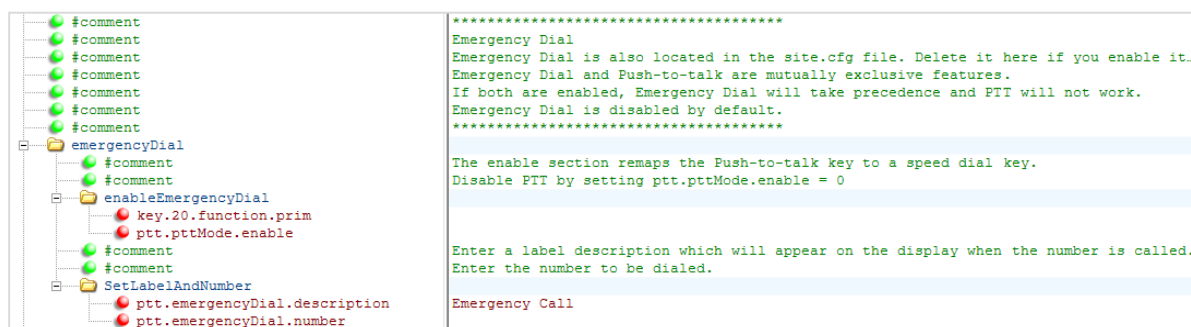 #comment ***************************************
#comment Emergency Dial
#comment Emergency Dial is also located in the site.cfg file. Delete it here if you enable it…
#comment Emergency Dial and Push-to-talk are mutually exclusive features.
#comment If both are enabled, Emergency Dial will take precedence and PTT will not work.
#comment Emergency Dial is disabled by default.
#comment ***************************************
emergencyDial
#comment The enable section remaps the Push-to-talk key to a speed dial key.
#comment Disable PTT by setting ptt.pttMode.enable = 0
enableEmergencyDial
key.20.function.prim
ptt.pttMode.enable
#comment Enter a label description which will appear on the display when the number is called.
#comment Enter the number to be dialed.
SetLabelAndNumber
ptt.emergencyDial.description Emergency Call
ptt.emergencyDial.number